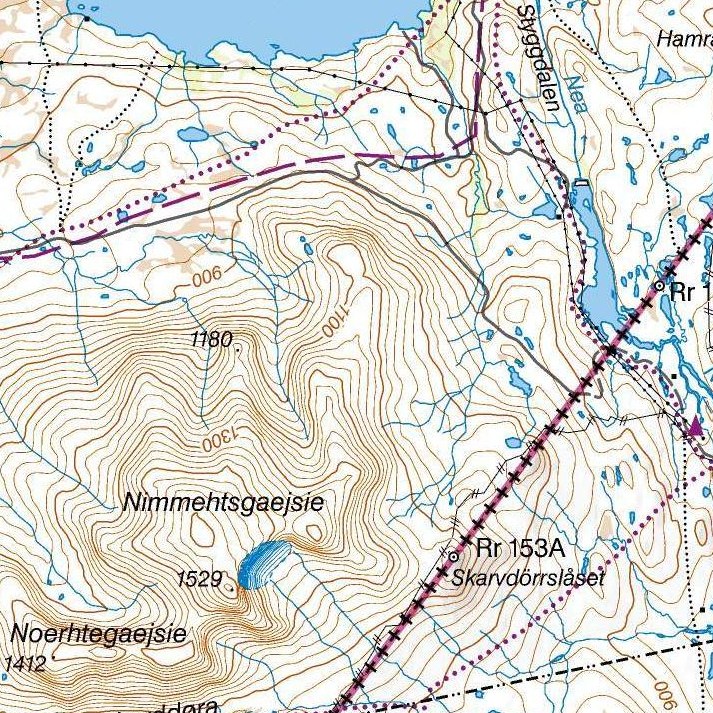 Styggdalen
Nea
Hamra
900
Rr 1
1100
1180
1300
Nimmehtsgaejsie
Rr 153A
1529
Skarvdörrslåset
Noerhtegaejsie
1412
900